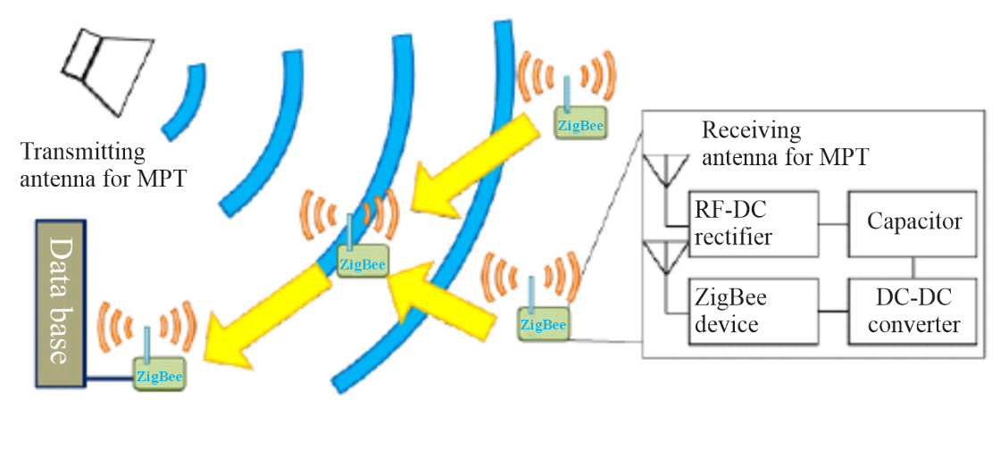 Transmitting
antenna for MPT
Data base
ZigBee
ZigBee
ZigBee
ZigBee
Receiving
antenna for MPT
RF-DC
rectifier
Capacitor
ZigBee
device
DC-DC
converter